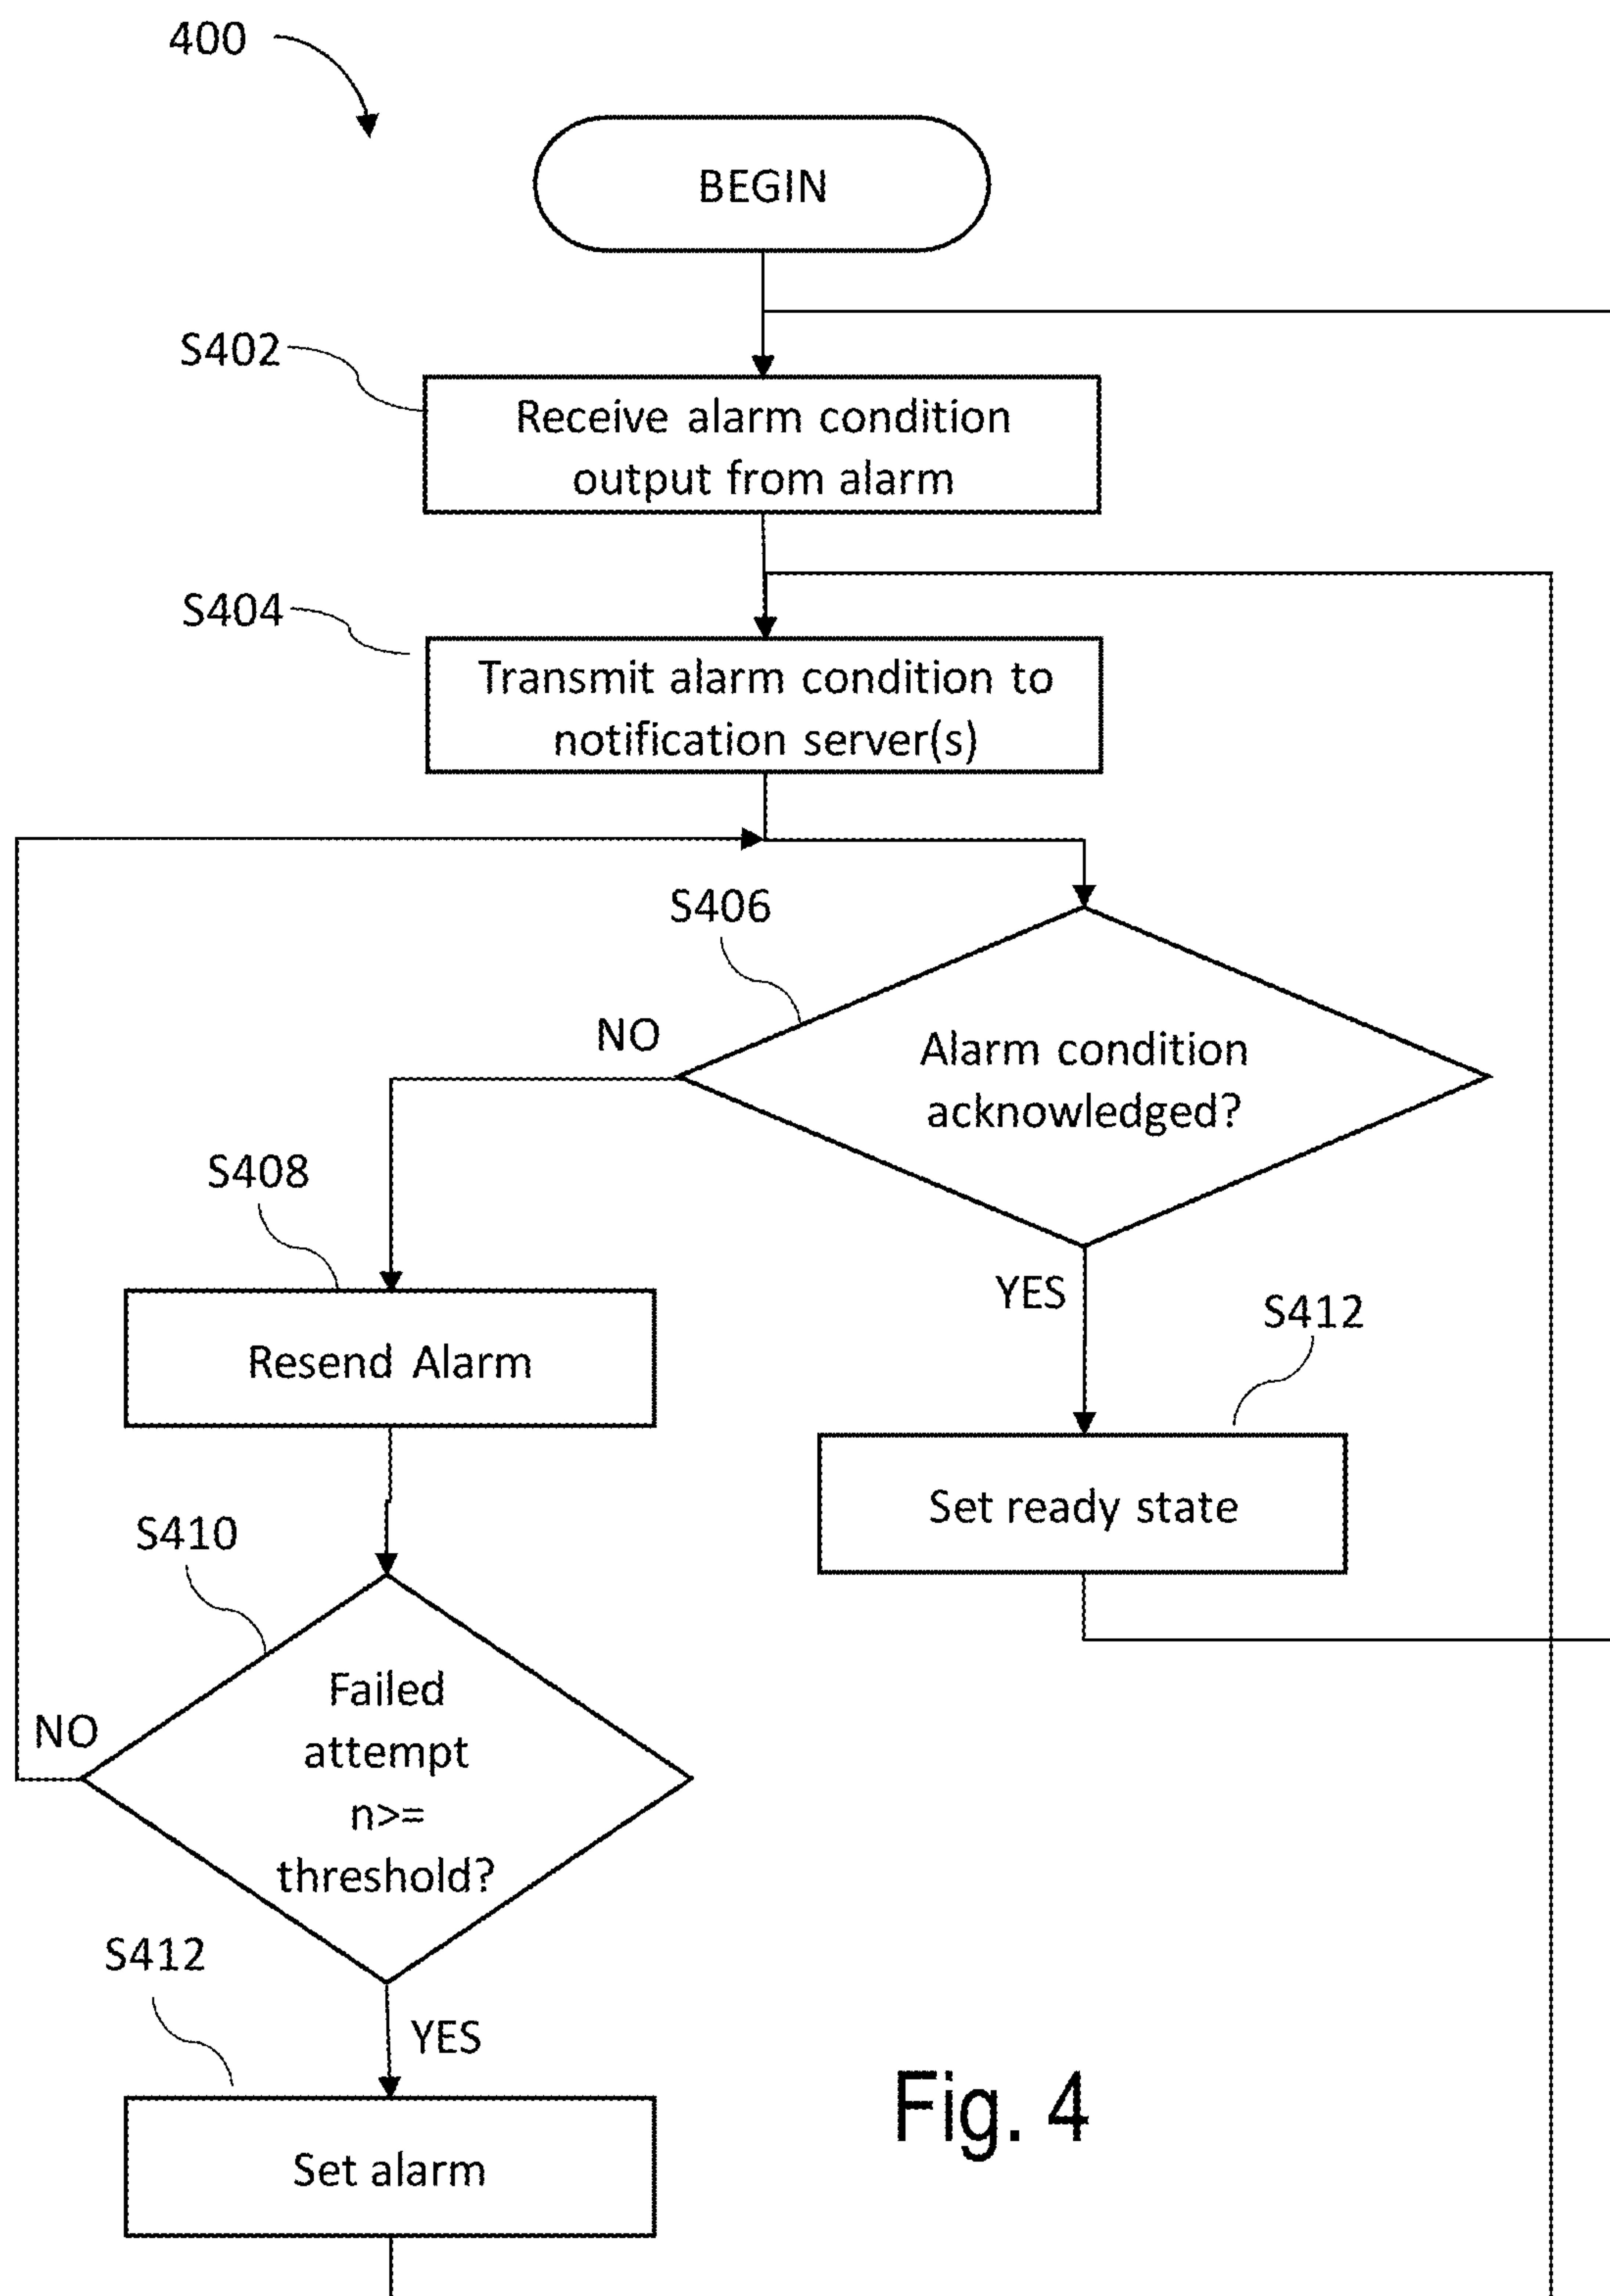 400
BEGIN
S402
Receive alarm condition
output from alarm
S404
Transmit alarm condition to
notification server(s)
S406
NO
Alarm condition
acknowledged?
S408
YES
S412
Resend Alarm
Set ready state
S410
Failed
attempt
n>=
threshold?
NO
S412
YES
Set alarm
Fig. 4